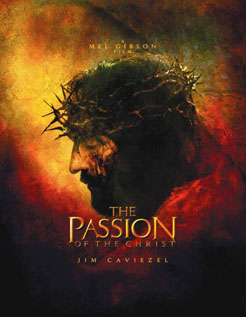 A
MEL GIBSON
FILM
THE
PASSION
OF THE CHRIST
JIM CAVIEZEL